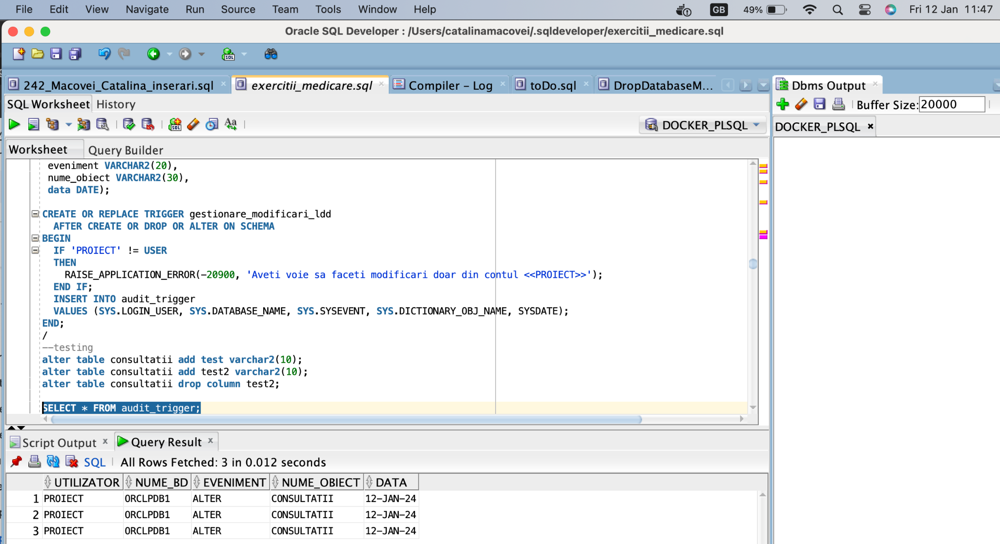 File Edit View Navigate Run Source Team Tools Window Help GB 49% Fri 12 Jan 11:47
Oracle SQL Developer : /Users/catalinamacovei/.sqldeveloper/exercitii_medicare.sql
242_Macovei_Catalina_inserari.sql exercitii_medicare.sql Compiler – Log toDo.sql DropDatabaseM... Dbms Output
SQL Worksheet History
Buffer Size: 20000
DOCKER_PLSQL
DOCKER_PLSQL
Worksheet Query Builder
eveniment VARCHAR2(20),
nume_obiect VARCHAR2(30),
data DATE);
CREATE OR REPLACE TRIGGER gestionare_modificari_ldd
AFTER CREATE OR DROP OR ALTER ON SCHEMA
BEGIN
IF 'PROIECT' != USER
THEN
RAISE_APPLICATION_ERROR(-20900, 'Aveti voie sa faceti modificari doar din contul <<PROIECT>>');
END IF;
INSERT INTO audit_trigger
VALUES (SYS.LOGIN_USER, SYS.DATABASE_NAME, SYS.SYSEVENT, SYS.DICTIONARY_OBJ_NAME, SYSDATE);
END;
/
--testing
alter table consultatii add test varchar2(10);
alter table consultatii add test2 varchar2(10);
alter table consultatii drop column test2;
SELECT * FROM audit_trigger;
Script Output Query Result
SQL All Rows Fetched: 3 in 0.012 seconds
UTILIZATOR NUME_BD EVENIMENT NUME_OBIECT DATA
1 PROIECT ORCLPDB1 ALTER CONSULTATII 12-JAN-24
2 PROIECT ORCLPDB1 ALTER CONSULTATII 12-JAN-24
3 PROIECT ORCLPDB1 ALTER CONSULTATII 12-JAN-24